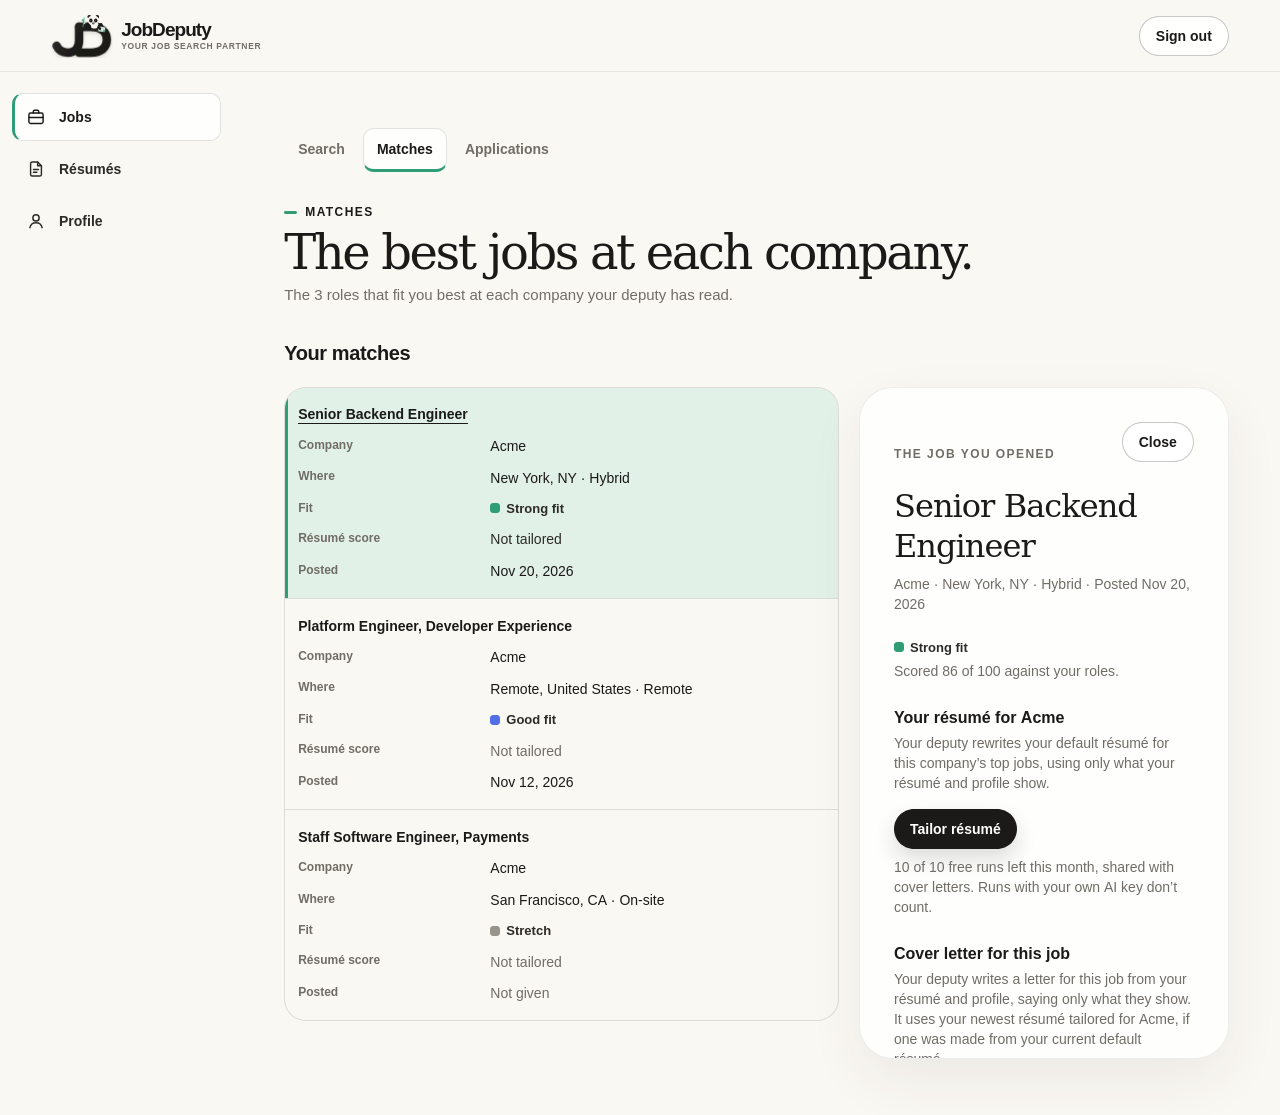 JobDeputy
YOUR JOB SEARCH PARTNER
Sign out
Jobs
Résumés
Profile
Search
Matches
Applications
MATCHES
The best jobs at each company.
The 3 roles that fit you best at each company your deputy has read.
Your matches
Senior Backend Engineer
Company
Acme
Where
New York, NY · Hybrid
Fit
Strong fit
Résumé score
Not tailored
Posted
Nov 20, 2026
Platform Engineer, Developer Experience
Company
Acme
Where
Remote, United States · Remote
Fit
Good fit
Résumé score
Not tailored
Posted
Nov 12, 2026
Staff Software Engineer, Payments
Company
Acme
Where
San Francisco, CA · On-site
Fit
Stretch
Résumé score
Not tailored
Posted
Not given
THE JOB YOU OPENED
Close
Senior Backend
Engineer
Acme · New York, NY · Hybrid · Posted Nov 20,
2026
Strong fit
Scored 86 of 100 against your roles.
Your résumé for Acme
Your deputy rewrites your default résumé for
this company’s top jobs, using only what your
résumé and profile show.
Tailor résumé
10 of 10 free runs left this month, shared with
cover letters. Runs with your own AI key don’t
count.
Cover letter for this job
Your deputy writes a letter for this job from your
résumé and profile, saying only what they show.
It uses your newest résumé tailored for Acme, if
one was made from your current default
résumé.